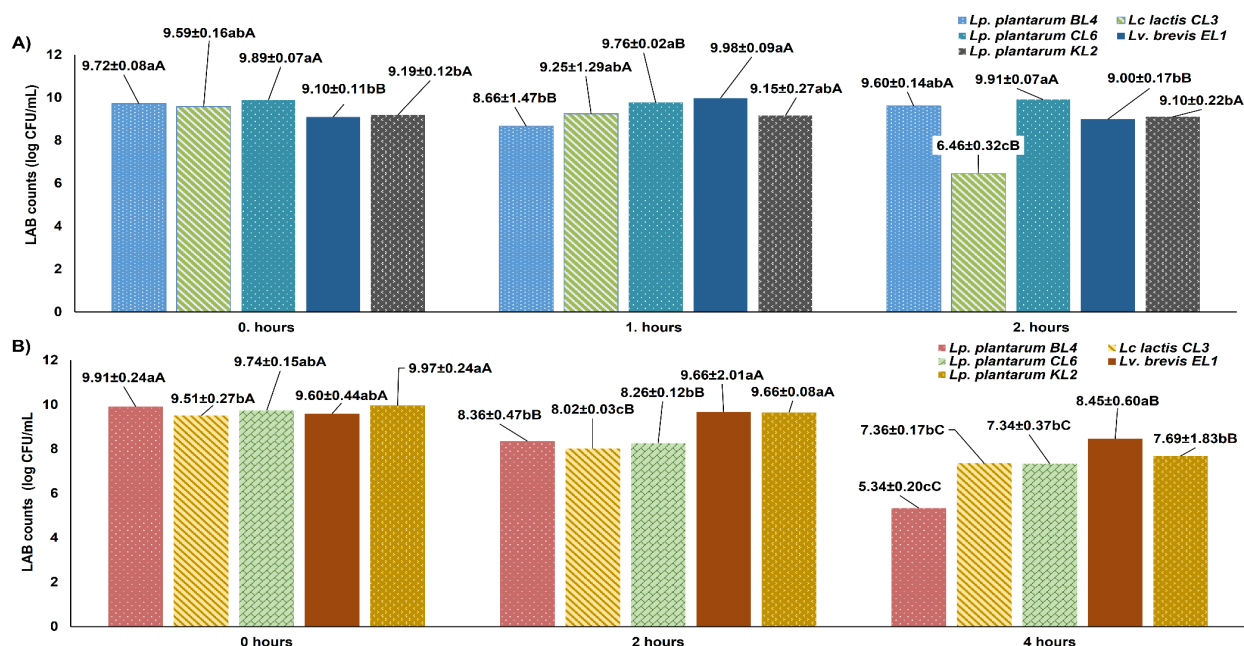 A)
Lp. plantarum BL4
Lc lactis CL3
Lp. plantarum CL6
Lv. brevis EL1
Lp. plantarum KL2
LAB counts (log CFU/mL)
12
10
8
6
4
2
0
9.72±0.08aA
9.59±0.16abA
9.89±0.07aA
9.10±0.11bB
9.19±0.12bA
8.66±1.47bB
9.25±1.29abA
9.76±0.02aB
9.98±0.09aA
9.15±0.27abA
9.60±0.14abA
6.46±0.32cB
9.91±0.07aA
9.00±0.17bB
9.10±0.22bA
0. hours
1. hours
2. hours
B)
Lp. plantarum BL4
Lc lactis CL3
Lp. plantarum CL6
Lv. brevis EL1
Lp. plantarum KL2
LAB counts (log CFU/mL
12
10
8
6
4
2
0
9.91±0.24aA
9.51±0.27bA
9.74±0.15abA
9.60±0.44abA
9.97±0.24aA
8.36±0.47bB
8.02±0.03cB
8.26±0.12bB
9.66±2.01aA
9.66±0.08aA
5.34±0.20cC
7.36±0.17bC
7.34±0.37bC
8.45±0.60aB
7.69±1.83bB
0 hours
2 hours
4 hours